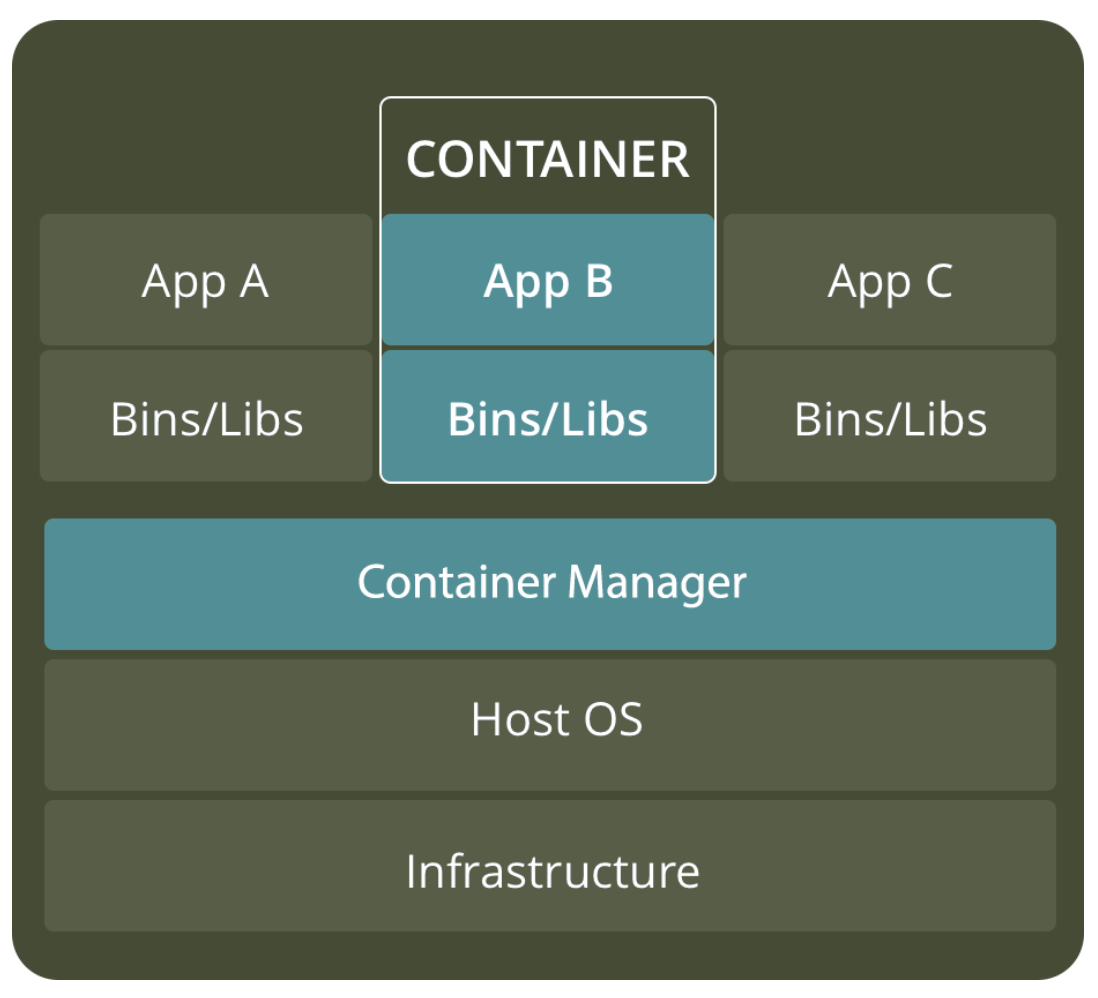 CONTAINER
App A
App B
App C
Bins/Libs
Bins/Libs
Bins/Libs
Container Manager
Host OS
Infrastructure